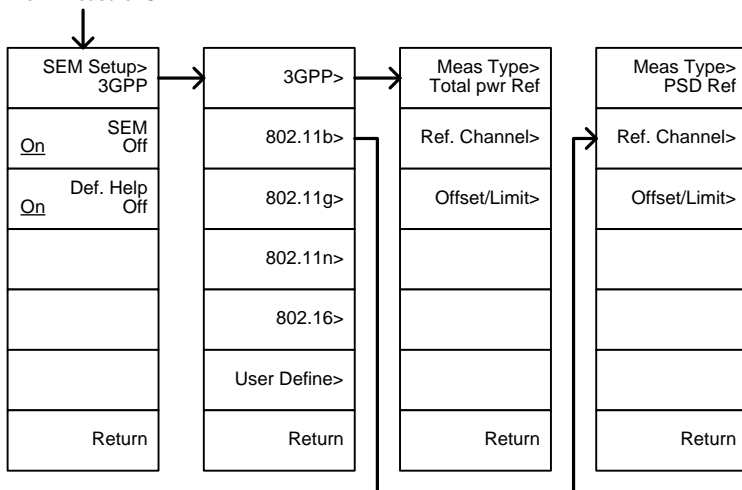 SEM Setup>
3GPP
SEM
On Off
Def. Help
On Off
Return
3GPP>
802.11b>
802.11g>
802.11n>
802.16>
User Define>
Return
Meas Type>
Total pwr Ref
Ref. Channel>
Offset/Limit>
Return
Meas Type>
PSD Ref
Ref. Channel>
Offset/Limit>
Return